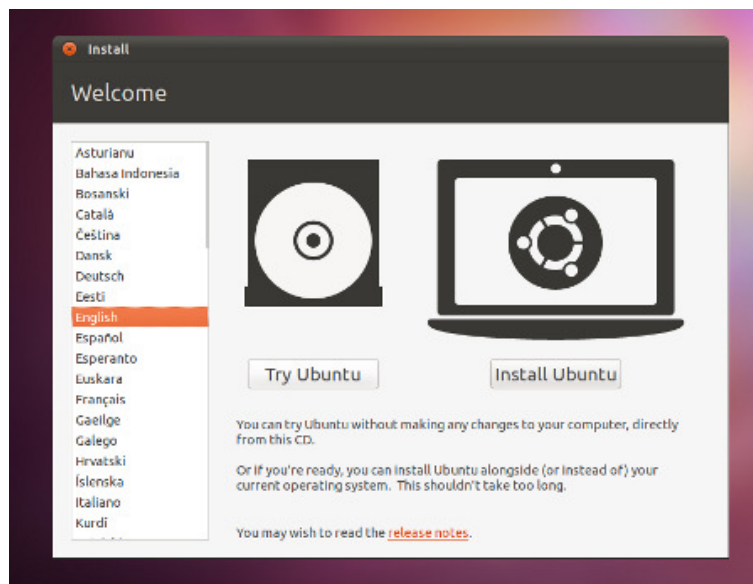 Install
Welcome
Asturianu
Bahasa Indonesia
Bosanski
Català
Čeština
Dansk
Deutsch
Eesti
English
Español
Esperanto
Euskara
Français
Gaeilge
Galego
Hrvatski
Íslenska
Italiano
Kurdî
Try Ubuntu
Install Ubuntu
You can try Ubuntu without making any changes to your computer, directly
from this CD.
Or if you're ready, you can install Ubuntu alongside (or instead of) your
current operating system. This shouldn't take too long.
You may wish to read the release notes.